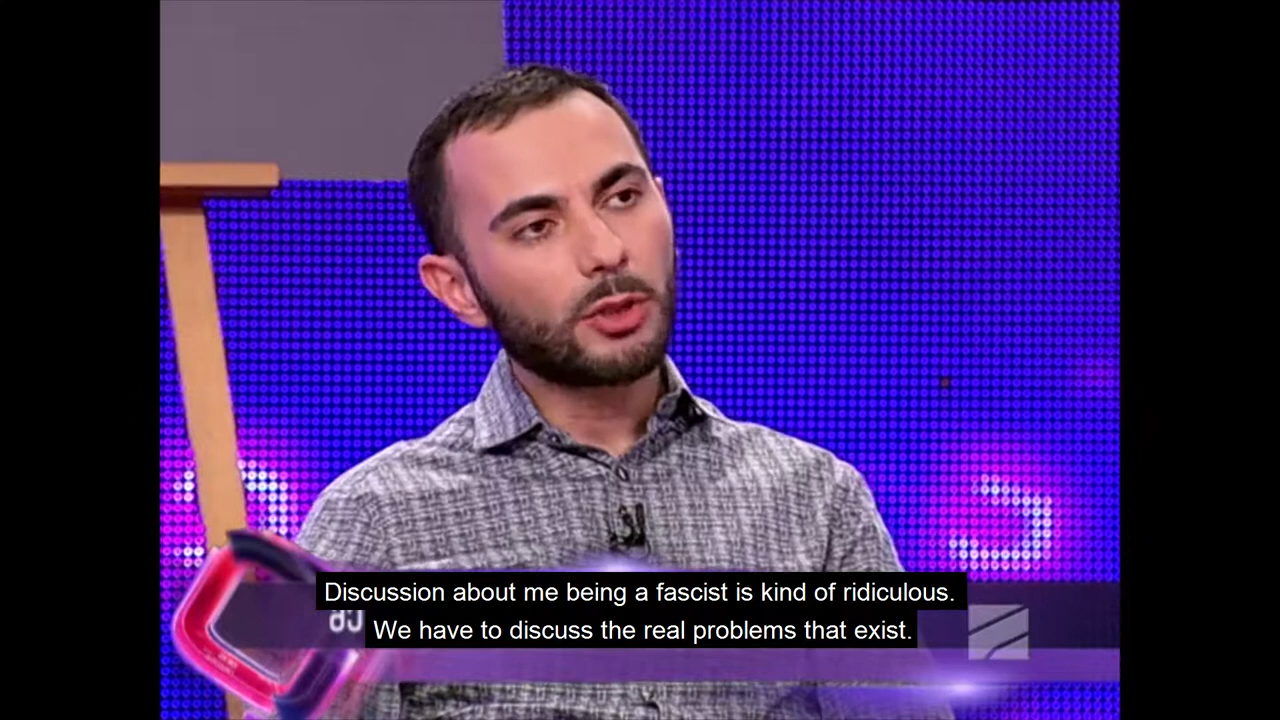 Discussion about me being a fascist is kind of ridiculous.
We have to discuss the real problems that exist.